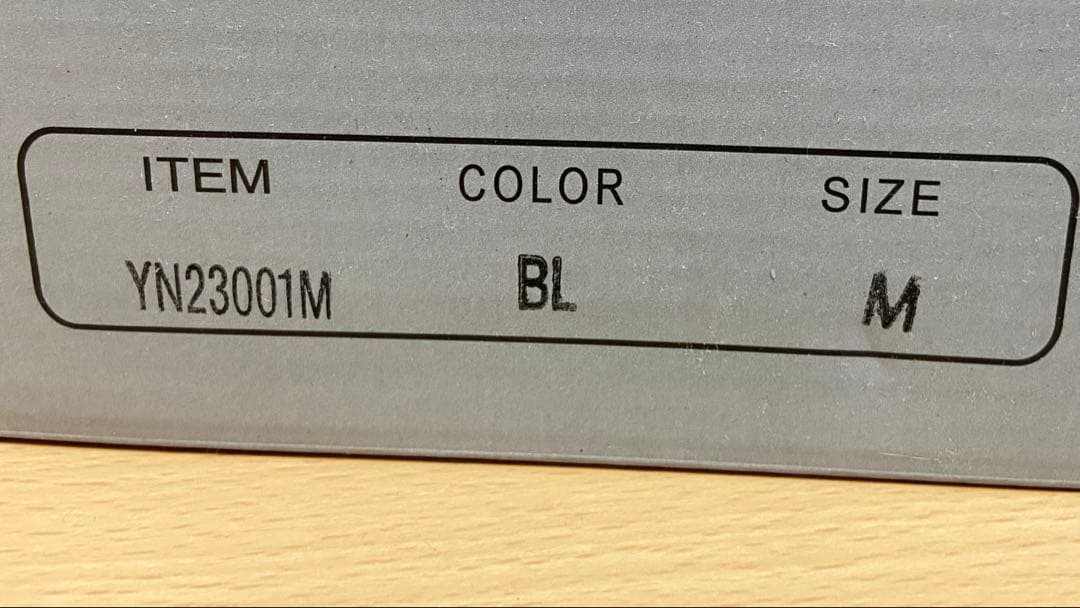 ITEM COLOR SIZE
YN23001M BL M